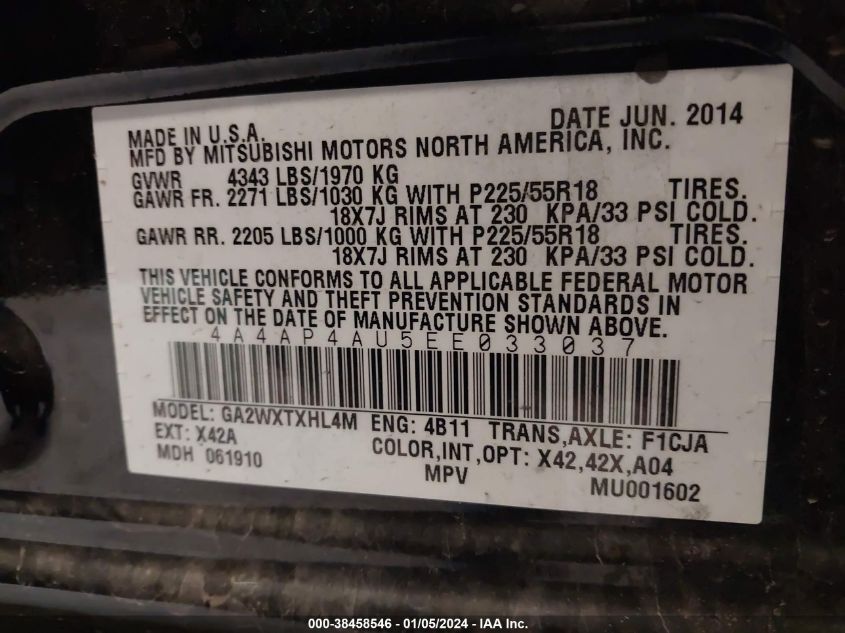 DATE JUN. 2014
MADE IN U.S.A.
MFD BY MITSUBISHI MOTORS NORTH AMERICA, INC.
GVWR 4343 LBS/1970 KG
GAWR FR. 2271 LBS/1030 KG WITH P225/55R18 TIRES.
18X7J RIMS AT 230 KPA/33 PSI COLD.
GAWR RR. 2205 LBS/1000 KG WITH P225/55R18 TIRES.
18X7J RIMS AT 230 KPA/33 PSI COLD.
THIS VEHICLE CONFORMS TO ALL APPLICABLE FEDERAL MOTOR
VEHICLE SAFETY AND THEFT PREVENTION STANDARDS IN
EFFECT ON THE DATE OF MANUFACTURE SHOWN ABOVE.
4A4AP4AU5EE033037
MODEL: GA2WXTXHL4M ENG: 4B11 TRANS,AXLE: F1CJA
EXT: X42A COLOR,INT,OPT: X42,42X,A04
MDH 061910 MPV MU001602
000-38458546 - 01/05/2024 - IAA Inc.